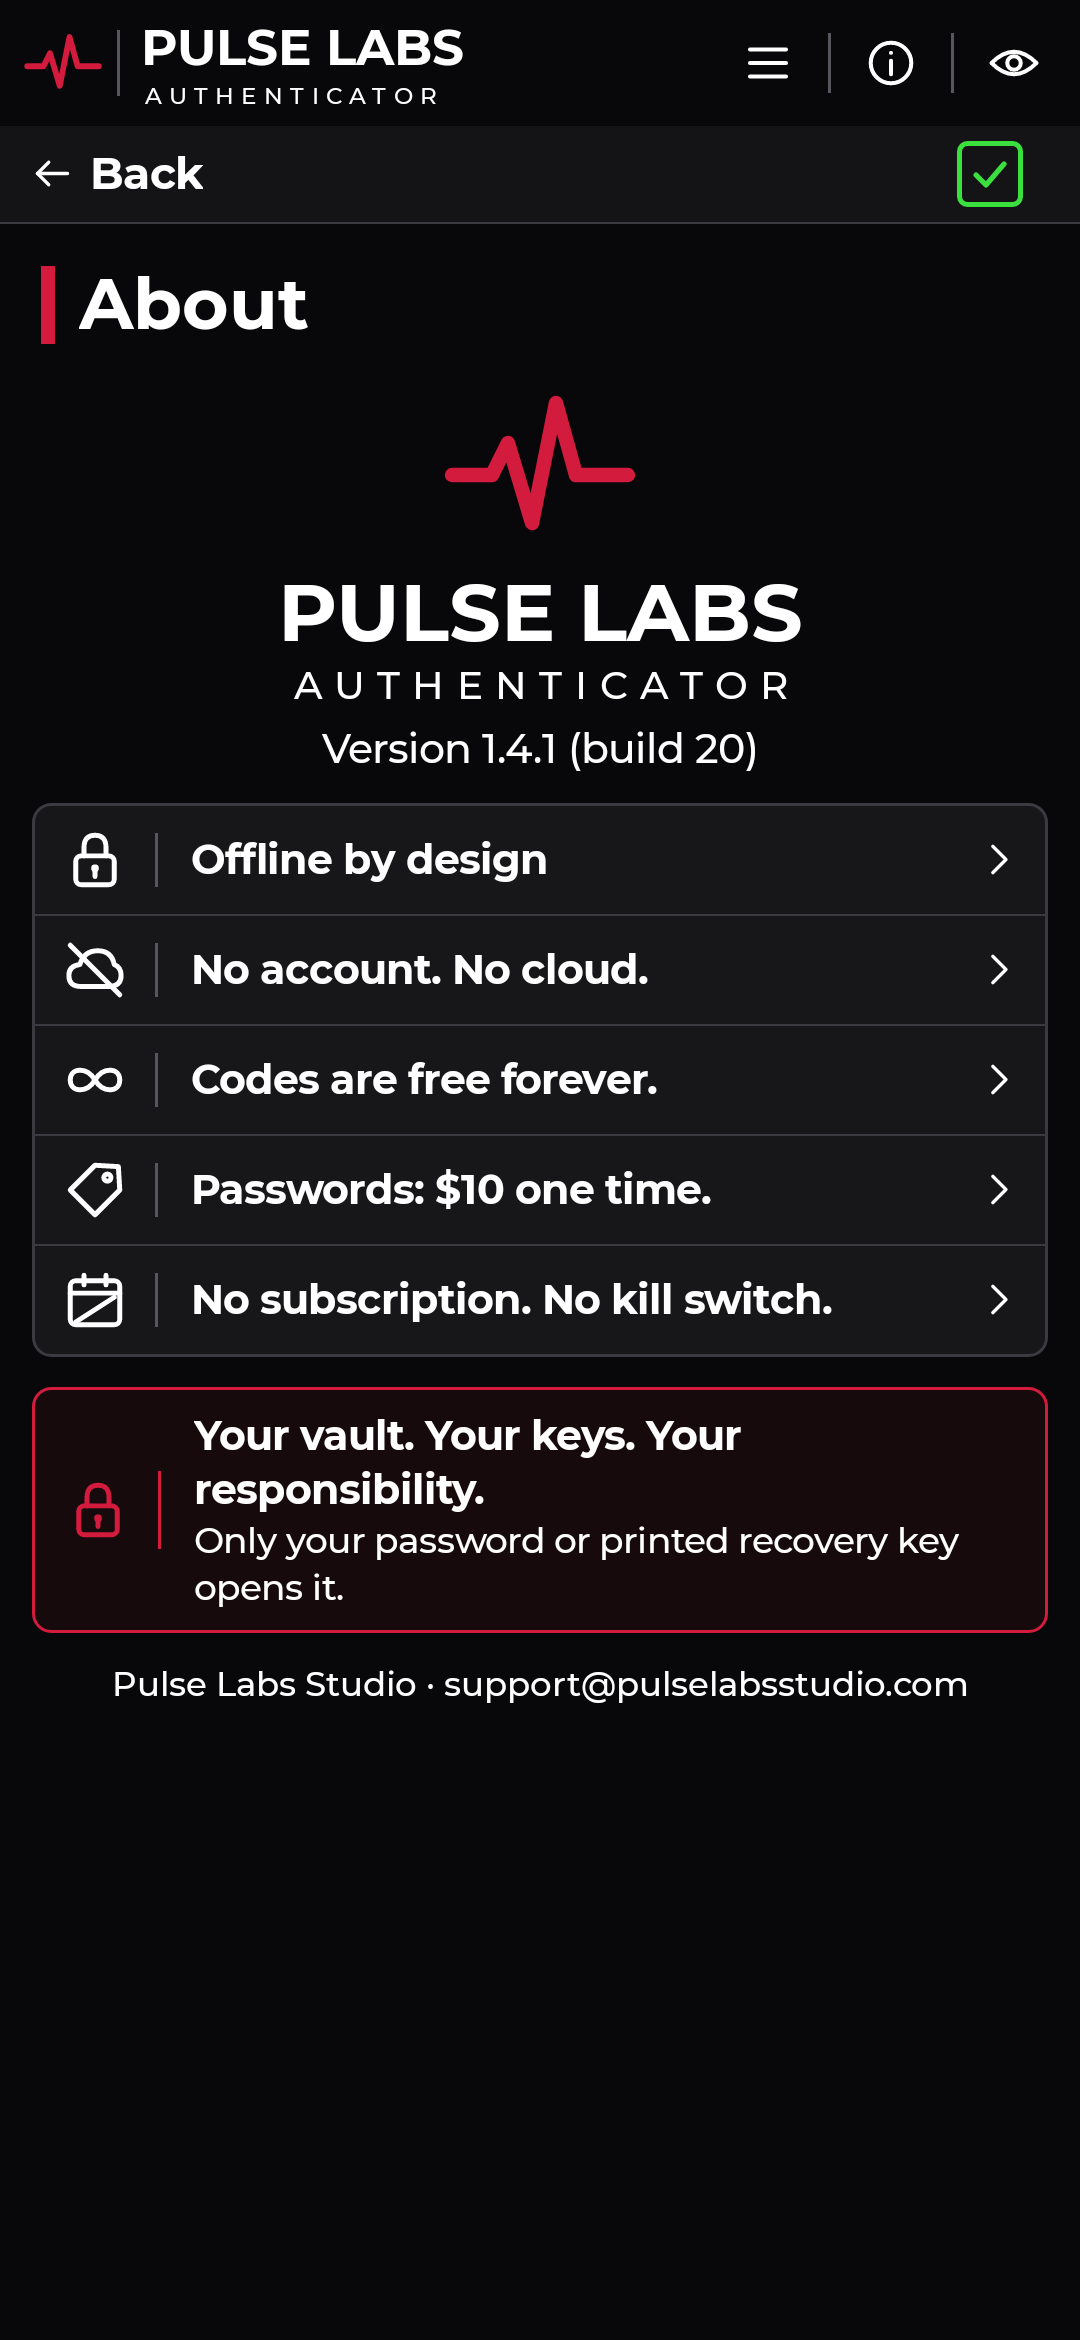 PULSE LABS
AUTHENTICATOR
Back
About
PULSE LABS
AUTHENTICATOR
Version 1.4.1 (build 20)
Offline by design
No account. No cloud.
Codes are free forever.
Passwords: $10 one time.
No subscription. No kill switch.
Your vault. Your keys. Your
responsibility.
Only your password or printed recovery key
opens it.
Pulse Labs Studio · support@pulselabsstudio.com